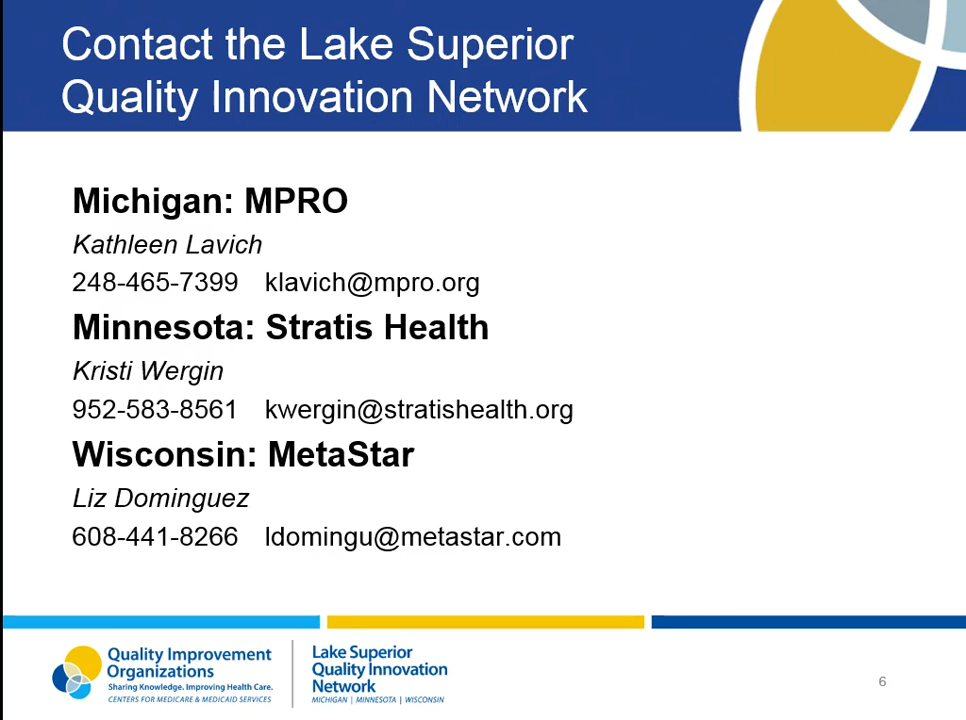 Contact the Lake Superior
Quality Innovation Network
Michigan: MPRO
Kathleen Lavich
248-465-7399 klavich@mpro.org
Minnesota: Stratis Health
Kristi Wergin
952-583-8561 kwergin@stratishealth.org
Wisconsin: MetaStar
Liz Dominguez
608-441-8266 ldomingu@metastar.com
Quality Improvement
Organizations
Sharing Knowledge. Improving Health Care.
CENTERS FOR MEDICARE & MEDICAID SERVICES
Lake Superior
Quality Innovation
Network
MICHIGAN | MINNESOTA | WISCONSIN
6